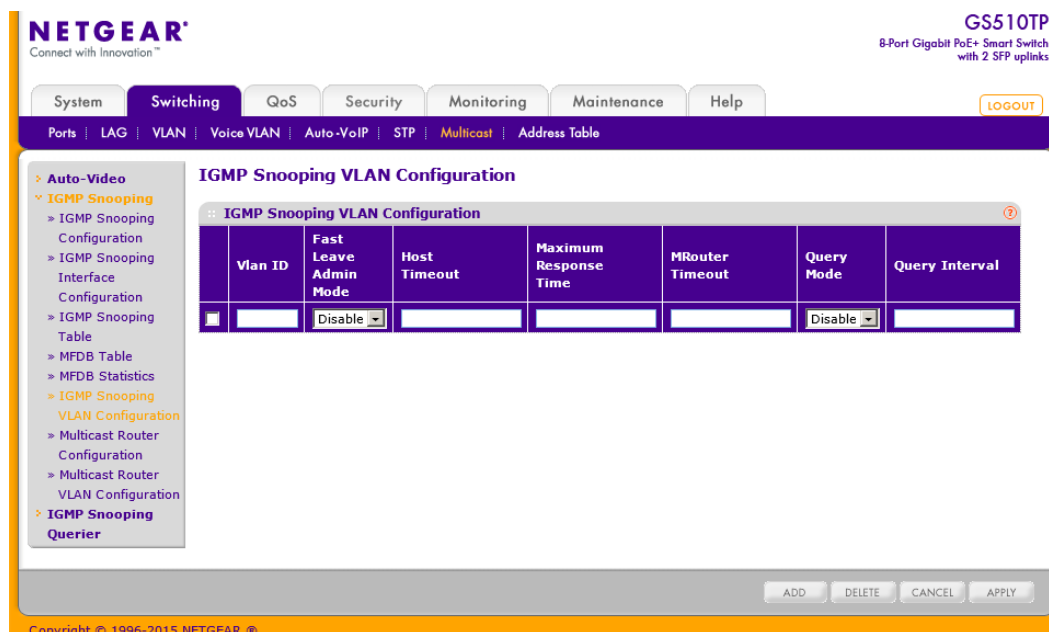 NETGEAR®
Connect with Innovation™
GS510TP
8-Port Gigabit PoE+ Smart Switch
with 2 SFP uplinks
System
Switching
QoS
Security
Monitoring
Maintenance
Help
LOGOUT
Ports
LAG
VLAN
Voice VLAN
Auto-VoIP
STP
Multicast
Address Table
Auto-Video
IGMP Snooping
» IGMP Snooping
Configuration
» IGMP Snooping
Interface
Configuration
» IGMP Snooping
Table
» MFDB Table
» MFDB Statistics
» IGMP Snooping
VLAN Configuration
» Multicast Router
Configuration
» Multicast Router
VLAN Configuration
IGMP Snooping
Querier
IGMP Snooping VLAN Configuration
IGMP Snooping VLAN Configuration
?
Vlan ID
Fast
Leave
Admin
Mode
Host
Timeout
Maximum
Response
Time
MRouter
Timeout
Query
Mode
Query Interval
Disable
Disable
ADD
DELETE
CANCEL
APPLY
Copyright © 1996-2015 NETGEAR ®